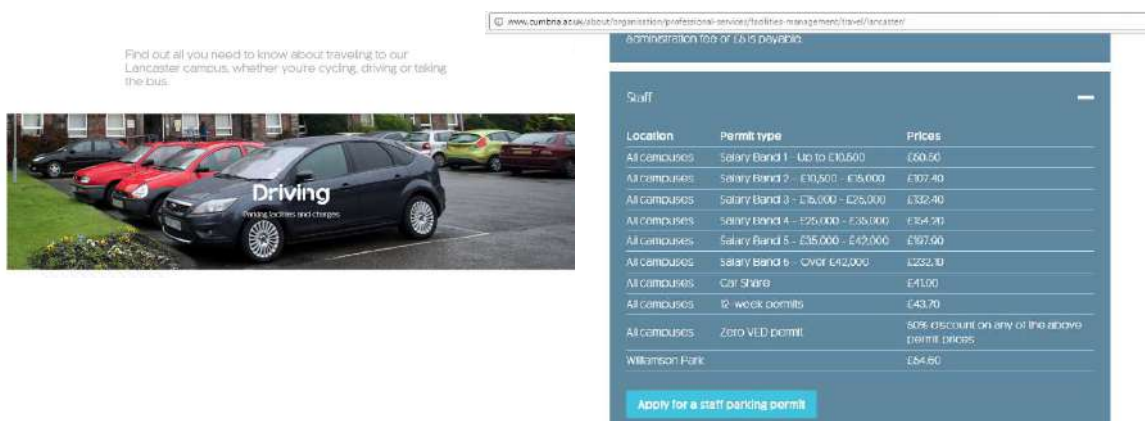 www.cumbria.ac.uk/about/organisation/professional-services/facilities-management/travel/lancaster/
Find out all you need to know about traveling to our
Lancaster campus, whether you're cycling, driving or taking
the bus.
Driving
Parking facilities and charges
administration fee of £6 is payable.
Staff
Location Permit type Prices
All campuses Salary Band 1 - Up to £10,500
All campuses Salary Band 2 - £10,500 - £15,000 £107.40
All campuses Salary Band 3 - £15,000 - £25,000 £132.40
All campuses Salary Band 4 - £25,000 - £35,000 £154.20
All campuses Salary Band 5 - £35,000 - £42,000 £197.90
All campuses Salary Band 6 - Over £42,000 £232.10
All campuses Car Share £41.00
All campuses 12-week permits £43.70
All campuses Zero VED permit 50% discount on any of the above
permit prices
Williamson Park £54.60
Apply for a staff parking permit